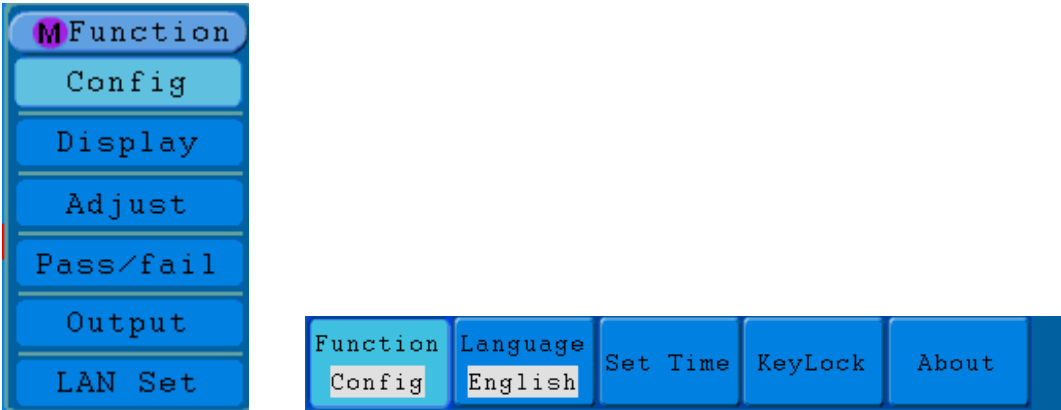 MFunction
Config
Display
Adjust
Pass/fail
Output
LAN Set
Function
Config
Language
English
Set Time
KeyLock
About